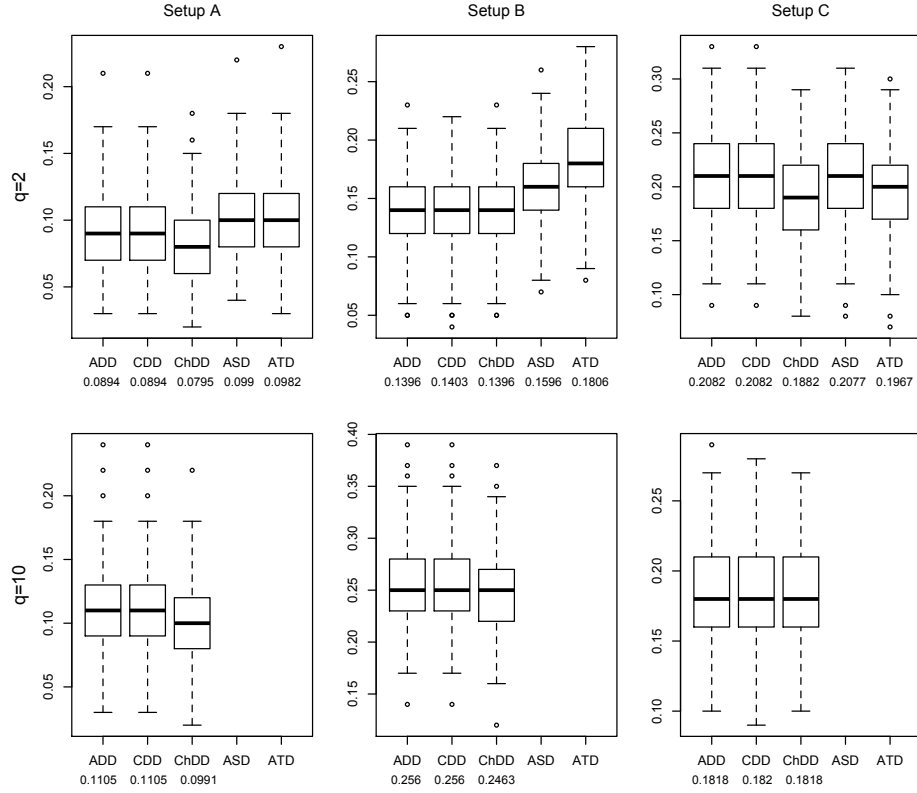 Setup A
Setup B
Setup C
q=2
0.20
0.15
0.10
0.05
ADD CDD ChDD ASD ATD
0.0894 0.0894 0.0795 0.099 0.0982
0.25
0.20
0.15
0.10
0.05
ADD CDD ChDD ASD ATD
0.1396 0.1403 0.1396 0.1596 0.1806
0.30
0.25
0.20
0.15
0.10
ADD CDD ChDD ASD ATD
0.2082 0.2082 0.1882 0.2077 0.1967
q=10
0.20
0.15
0.10
0.05
ADD CDD ChDD ASD ATD
0.1105 0.1105 0.0991
0.40
0.35
0.30
0.25
0.20
0.15
ADD CDD ChDD ASD ATD
0.256 0.256 0.2463
0.25
0.20
0.15
0.10
ADD CDD ChDD ASD ATD
0.1818 0.182 0.1818